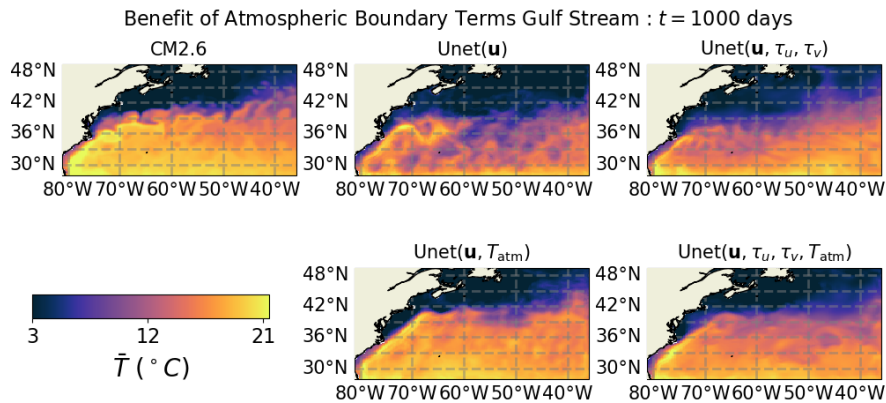 Benefit of Atmospheric Boundary Terms Gulf Stream : t = 1000 days
CM2.6
48°N
42°N
36°N
30°N
80°W 70°W 60°W 50°W 40°W
Unet(u)
48°N
42°N
36°N
30°N
80°W 70°W 60°W 50°W 40°W
Unet(u, τu, τv)
48°N
42°N
36°N
30°N
80°W 70°W 60°W 50°W 40°W
3 12 21
T̄ (°C)
Unet(u, Tatm)
48°N
42°N
36°N
30°N
80°W 70°W 60°W 50°W 40°W
Unet(u, τu, τv, Tatm)
48°N
42°N
36°N
30°N
80°W 70°W 60°W 50°W 40°W